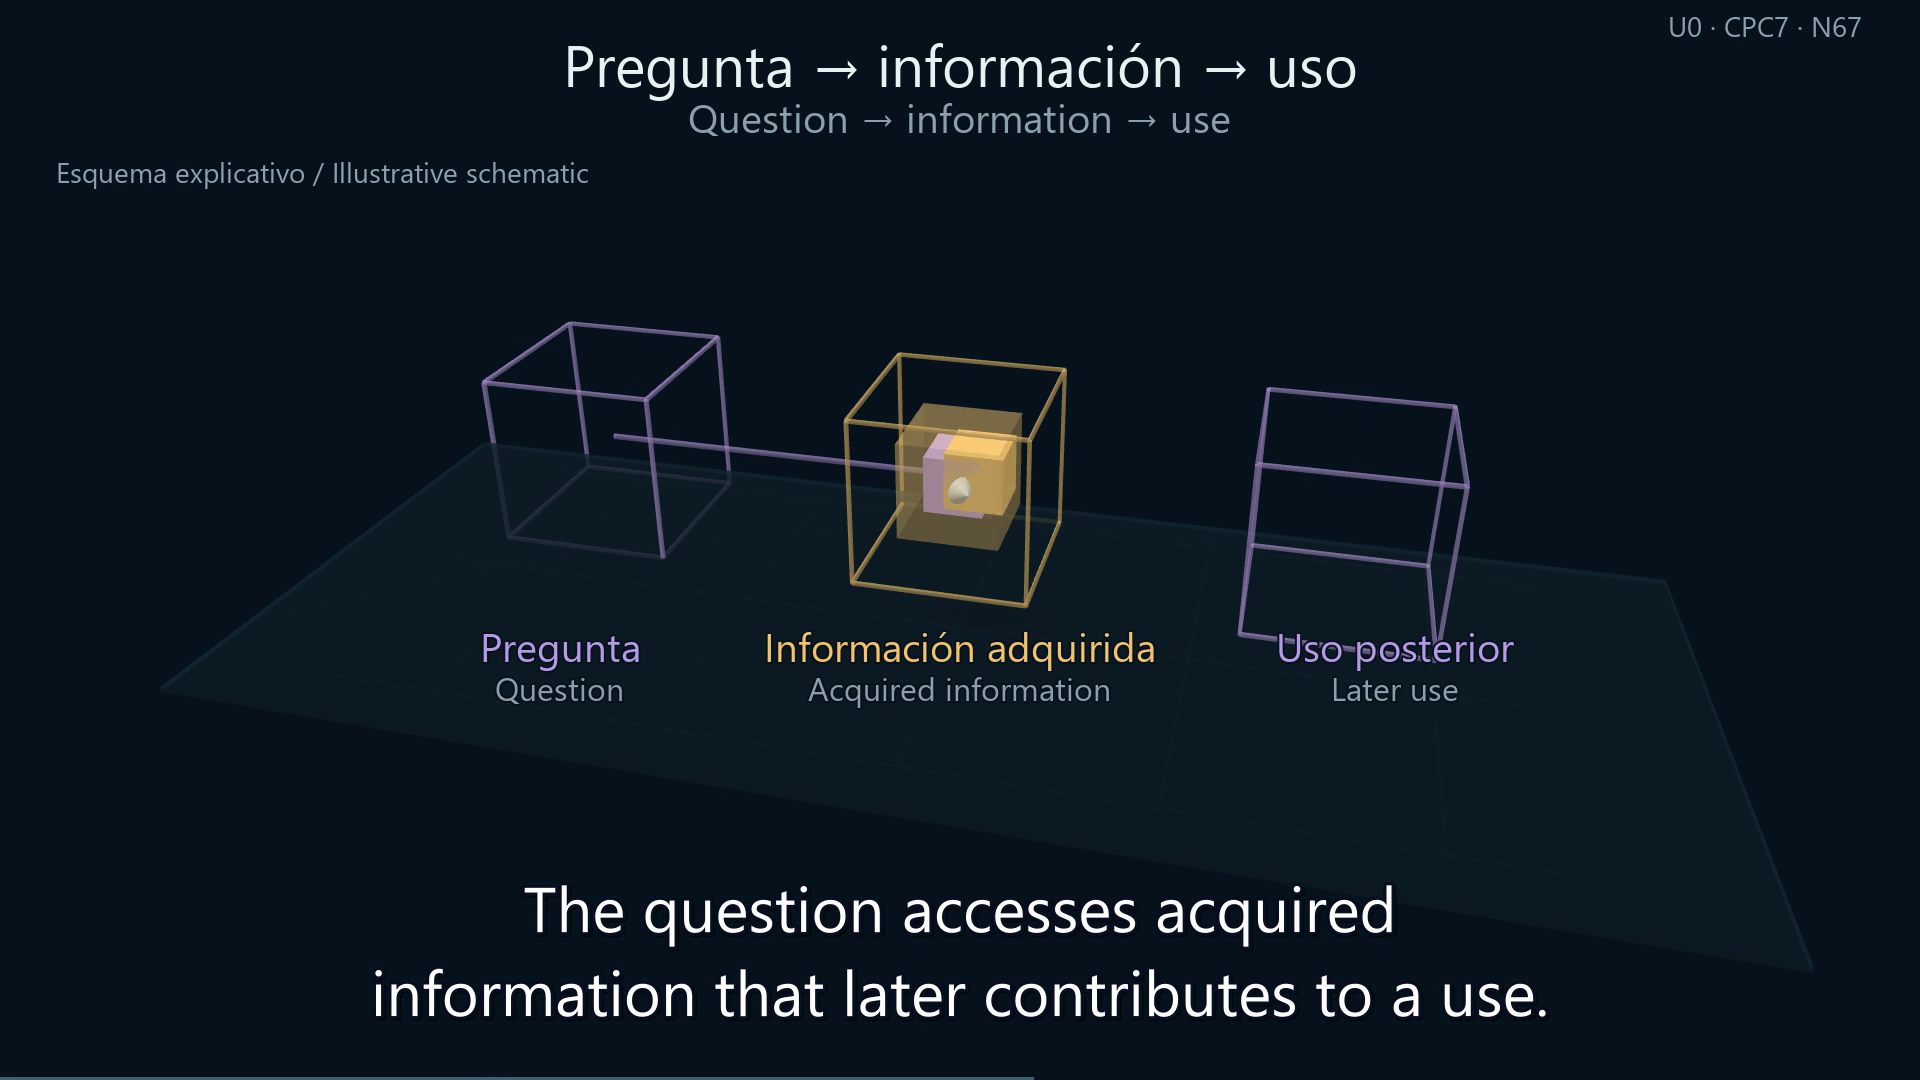 U0 · CPC7 · N67
Pregunta → información → uso
Question → information → use
Esquema explicativo / Illustrative schematic
Pregunta
Question
Información adquirida
Acquired information
Uso posterior
Later use
The question accesses acquired
information that later contributes to a use.